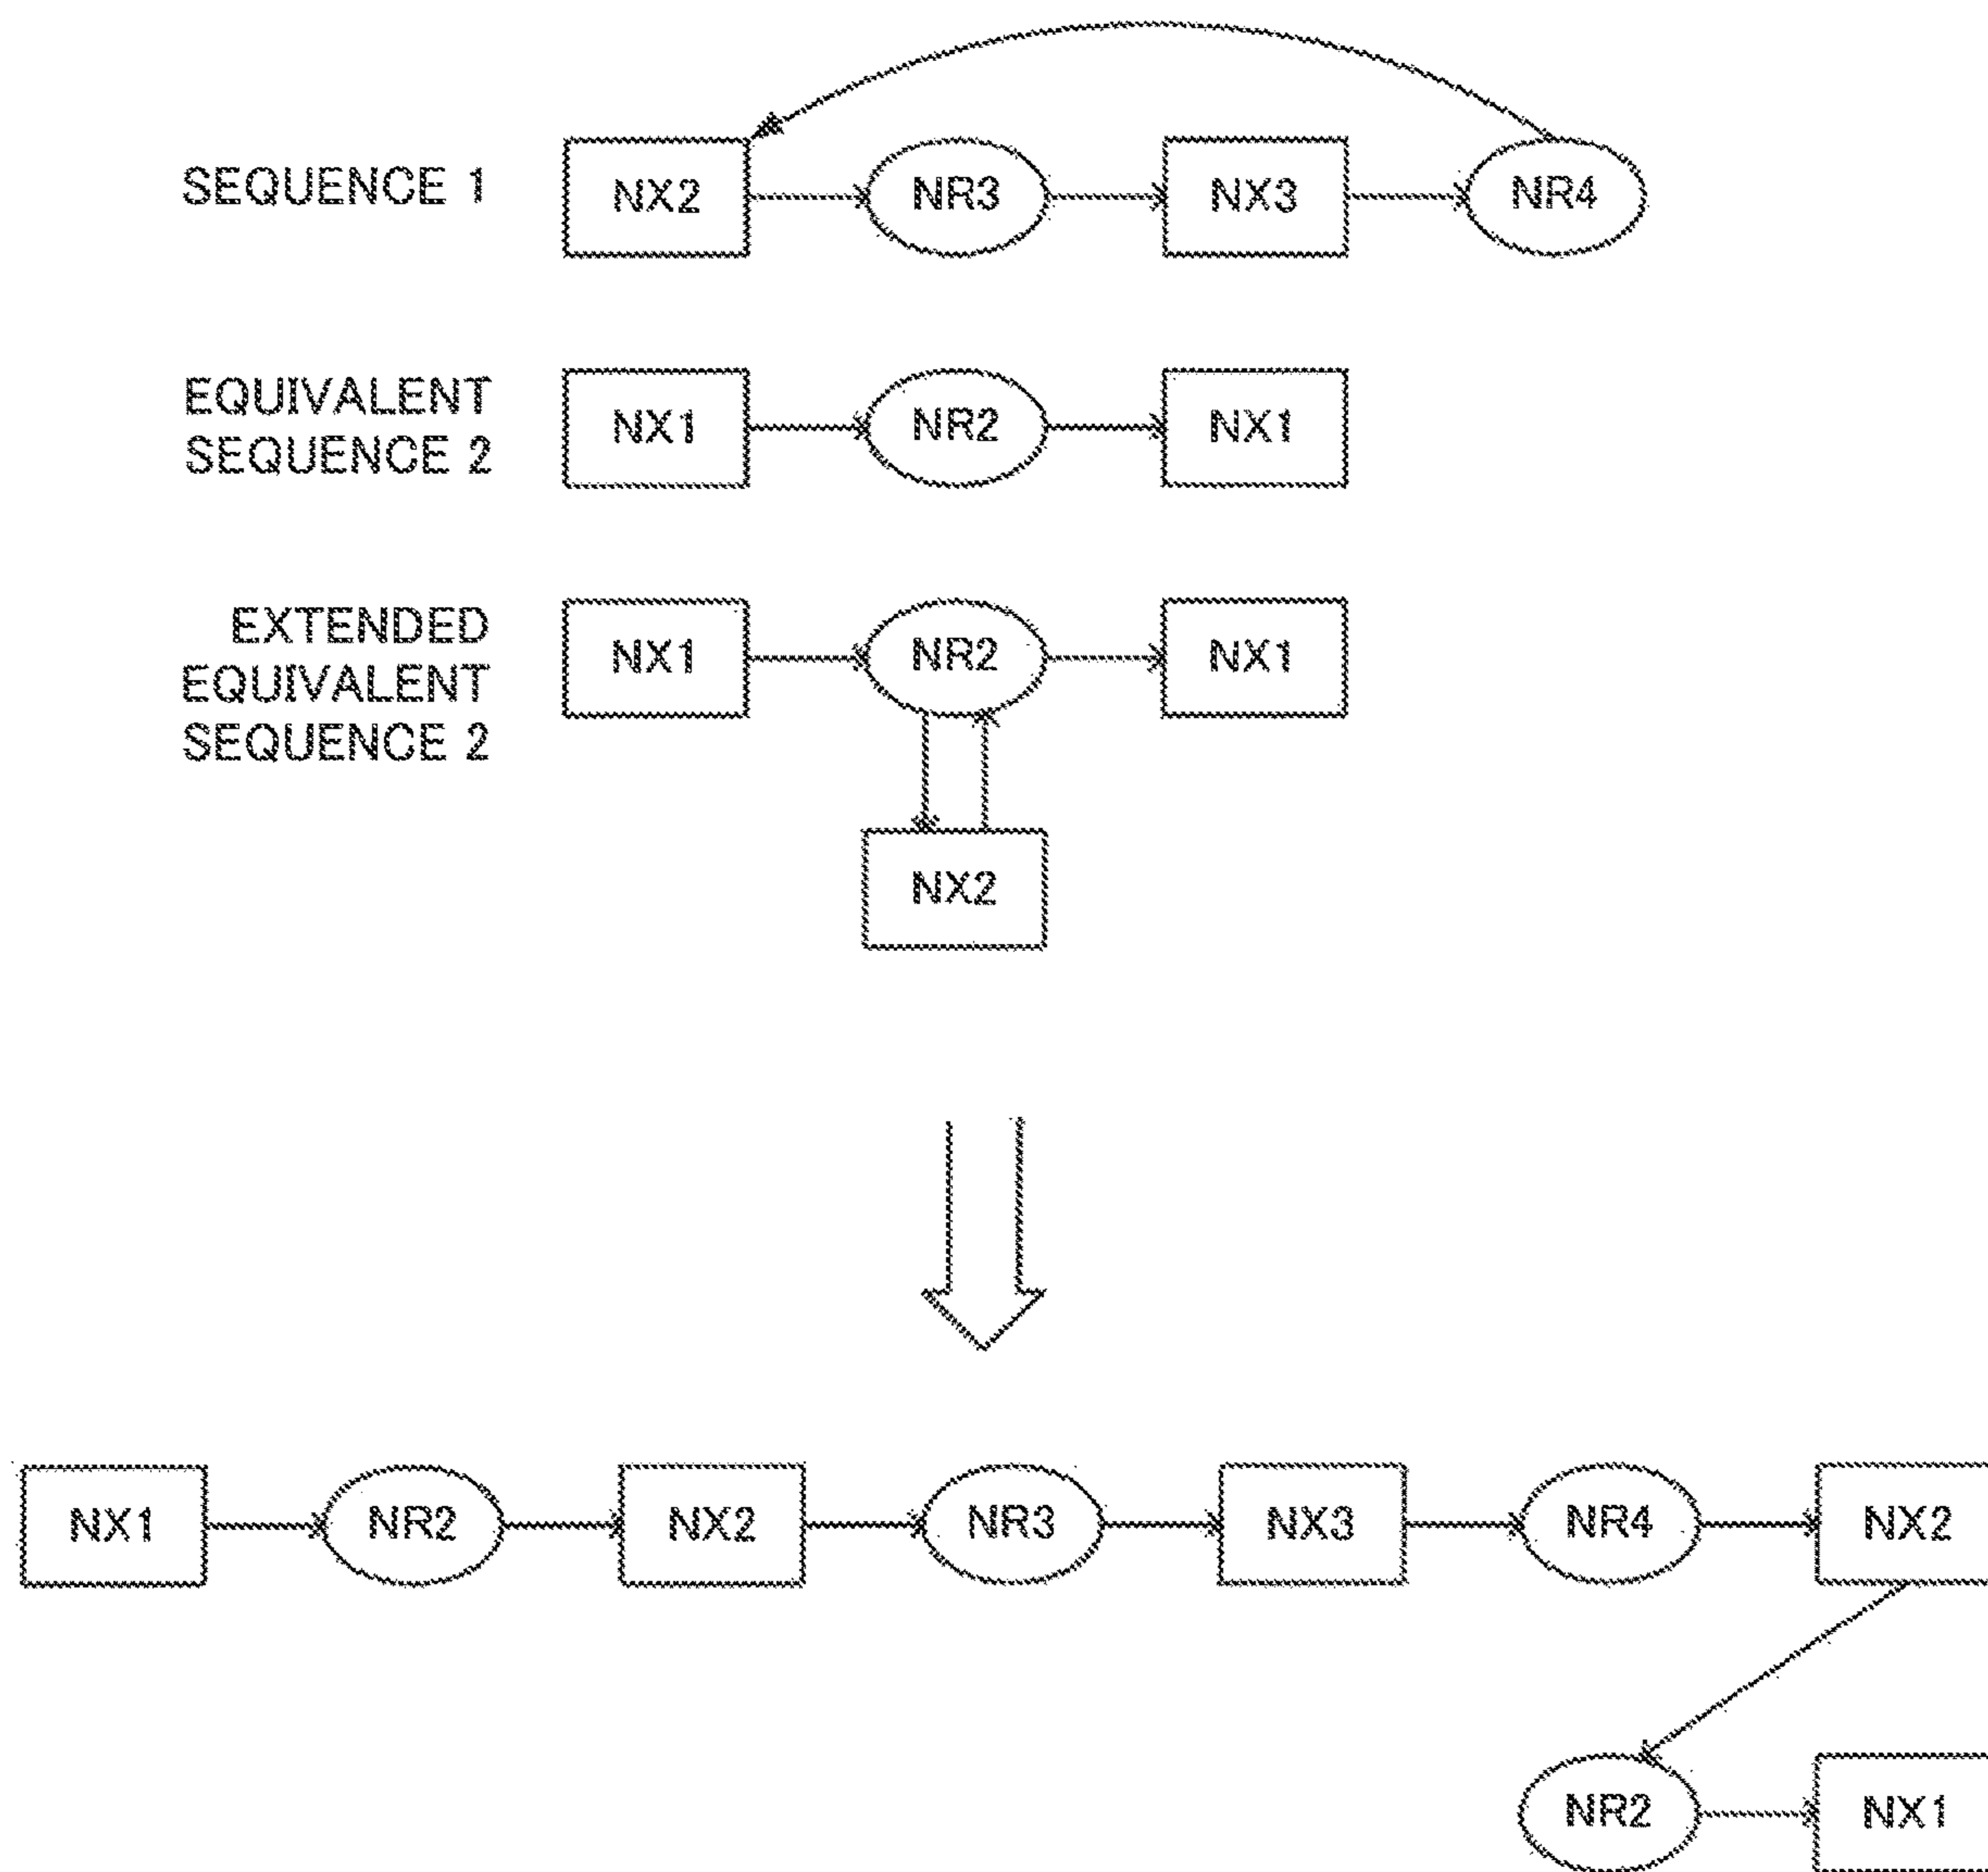 SEQUENCE 1
NX2 NR3 NX3 NR4
EQUIVALENT
SEQUENCE 2
NX1 NR2 NX1
EXTENDED
EQUIVALENT
SEQUENCE 2
NX1 NR2 NX1
NX2
NX1 NR2 NX2 NR3 NX3 NR4 NX2
NR2 NX1